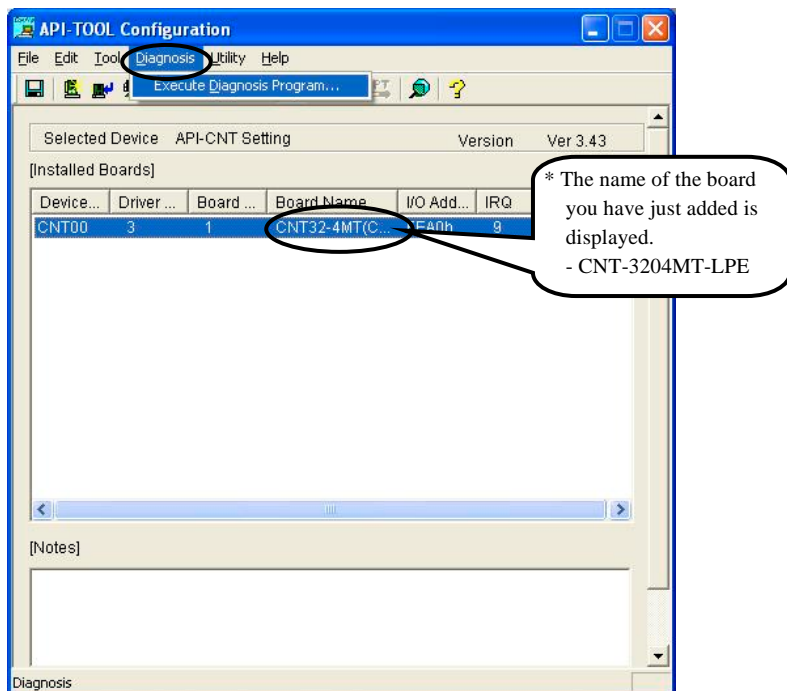 API-TOOL Configuration
File Edit Tool Diagnosis Utility Help
Execute Diagnosis Program...
Selected Device API-CNT Setting Version Ver 3.43
[Installed Boards]
Device... Driver ... Board ... Board Name I/O Add... IRQ
CNT00 3 1 CNT32-4MT(C... 9
* The name of the board
you have just added is
displayed.
- CNT-3204MT-LPE
[Notes]
Diagnosis